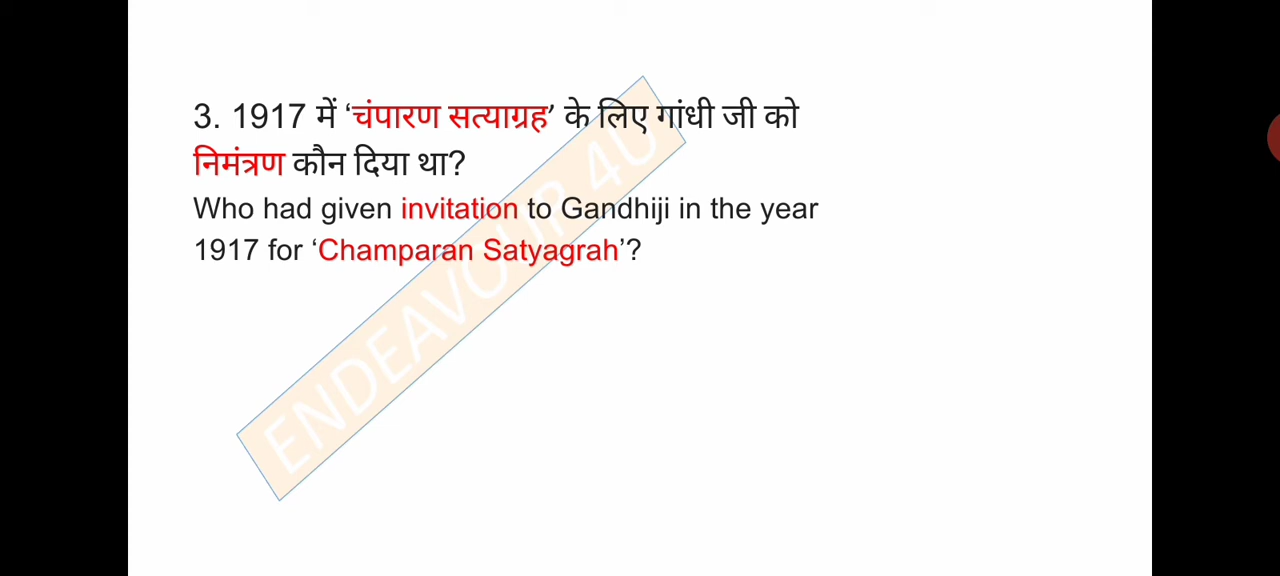 3. 1917 में ‘चंपारण सत्याग्रह’ के लिए गांधी जी को
निमंत्रण कौन दिया था?
Who had given invitation to Gandhiji in the year
1917 for ‘Champaran Satyagrah’?
ENDEAVOUR 4U